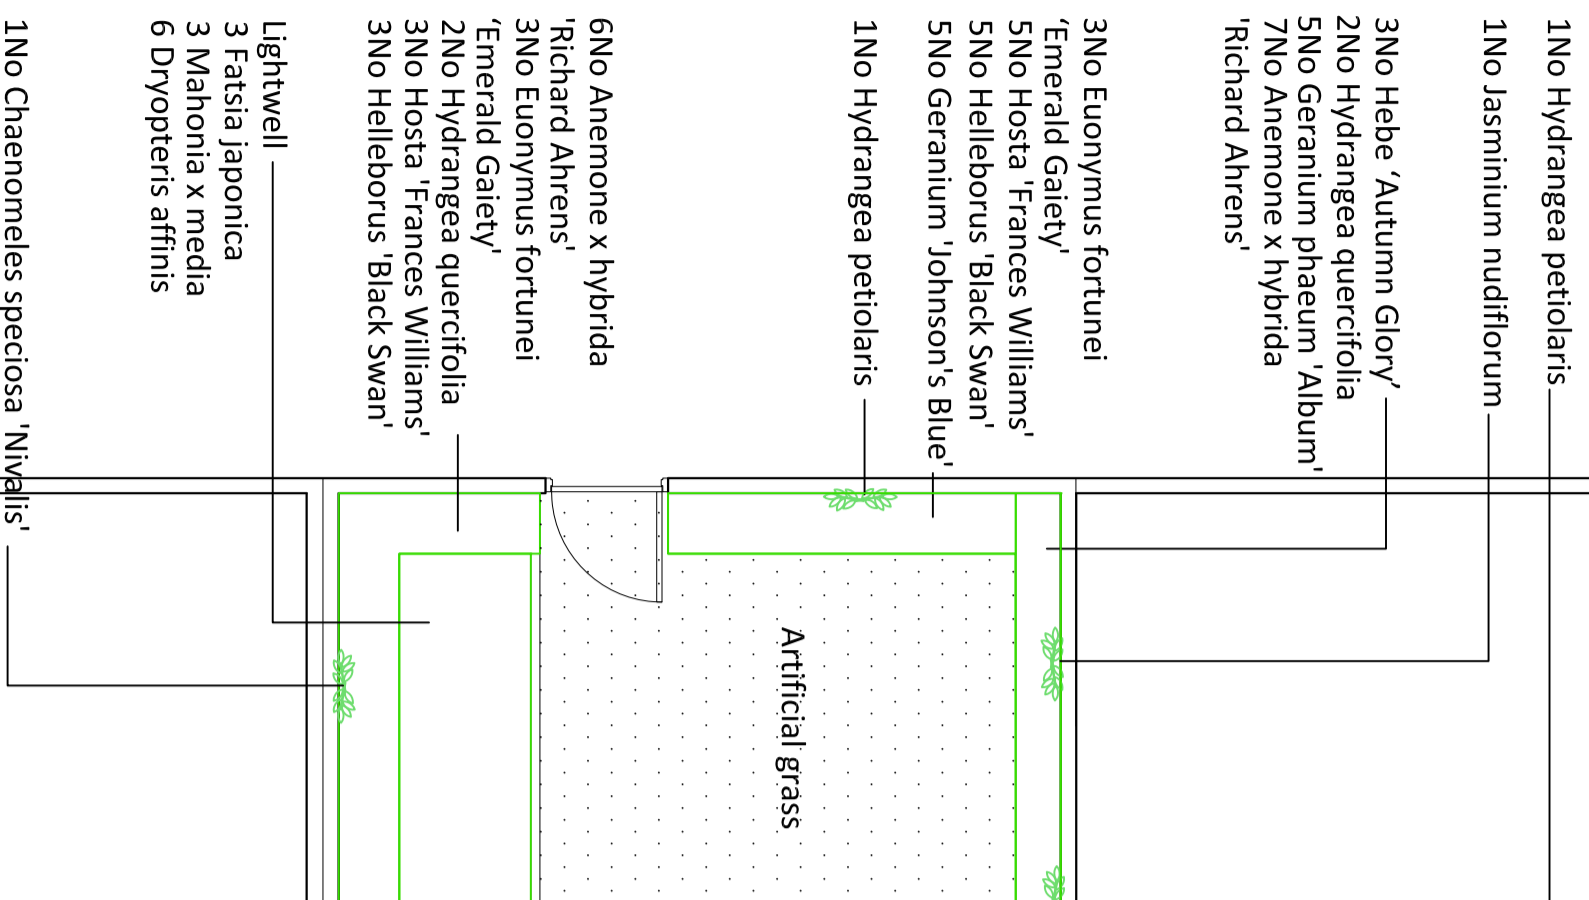 1No Hydrangea petiolaris
1No Jasminium nudiflorum
3No Hebe ‘Autumn Glory’
2No Hydrangea quercifolia
5No Geranium phaeum 'Album'
7No Anemone x hybrida
'Richard Ahrens'
3No Euonymus fortunei
‘Emerald Gaiety'
5No Hosta 'Frances Williams'
5No Helleborus 'Black Swan'
5No Geranium 'Johnson's Blue'
1No Hydrangea petiolaris
6No Anemone x hybrida
'Richard Ahrens'
3No Euonymus fortunei
‘Emerald Gaiety'
2No Hydrangea quercifolia
3No Hosta 'Frances Williams'
3No Helleborus 'Black Swan'
Lightwell
3 Fatsia japonica
3 Mahonia x media
6 Dryopteris affinis
1No Chaenomeles speciosa 'Nivalis'
Artificial grass